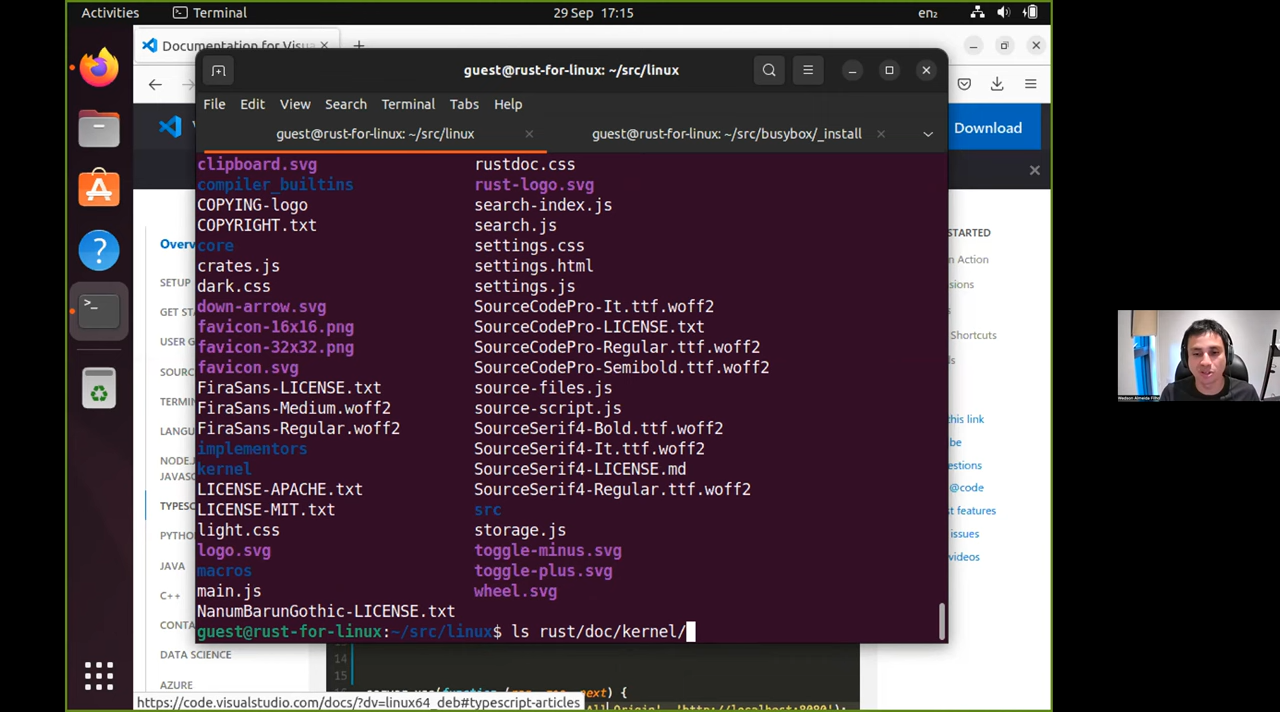 Activities
Terminal
29 Sep 17:15
en₂
Documentation for Visu
guest@rust-for-linux: ~/src/linux
File Edit View Search Terminal Tabs Help
guest@rust-for-linux: ~/src/linux
guest@rust-for-linux: ~/src/busybox/_install
Download
clipboard.svg rustdoc.css
compiler_builtins rust-logo.svg
COPYING-logo search-index.js
COPYRIGHT.txt search.js
core settings.css
crates.js settings.html
dark.css settings.js
down-arrow.svg SourceCodePro-It.ttf.woff2
favicon-16x16.png SourceCodePro-LICENSE.txt
favicon-32x32.png SourceCodePro-Regular.ttf.woff2
favicon.svg SourceCodePro-Semibold.ttf.woff2
FiraSans-LICENSE.txt source-files.js
FiraSans-Medium.woff2 source-script.js
FiraSans-Regular.woff2 SourceSerif4-Bold.ttf.woff2
implementors SourceSerif4-It.ttf.woff2
kernel SourceSerif4-LICENSE.md
LICENSE-APACHE.txt SourceSerif4-Regular.ttf.woff2
LICENSE-MIT.txt src
light.css storage.js
logo.svg toggle-minus.svg
macros toggle-plus.svg
main.js wheel.svg
NanumBarunGothic-LICENSE.txt
guest@rust-for-linux:~/src/linux$ ls rust/doc/kernel/
Overv
SETUP
GET STA
USER G
SOURC
TERMIN
LANGU
NODE.J
JAVASC
TYPESC
PYTHO
JAVA
C++
CONTA
DATA SCIENCE
AZURE
STARTED
n Action
sions
Shortcuts
ds
this link
be
estions
@code
st features
issues
videos
14
15
https://code.visualstudio.com/docs/?dv=linux64_deb#typescript-articles
Wedson Almeida Filho